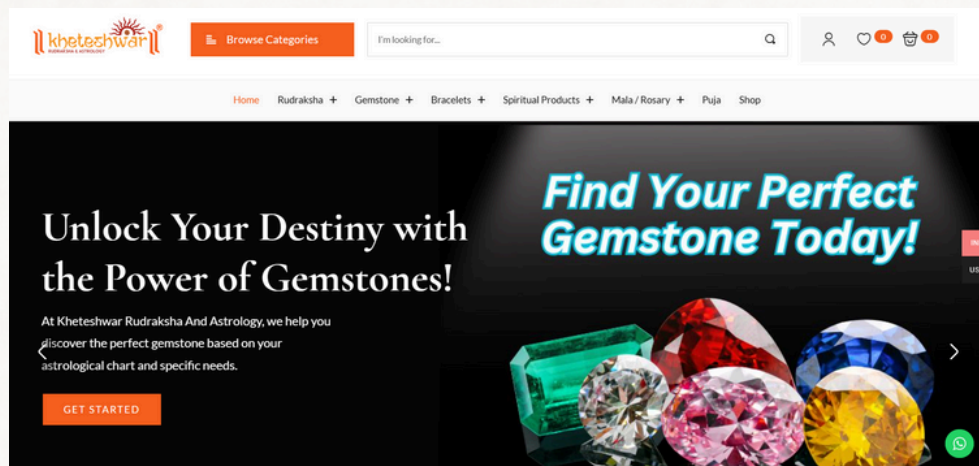 kheteshwar®
RUDRAKSHA & ASTROLOGY
Browse Categories
I'm looking for...
0
0
Home Rudraksha + Gemstone + Bracelets + Spiritual Products + Mala / Rosary + Puja Shop
Unlock Your Destiny with
the Power of Gemstones!
At Kheteshwar Rudraksha And Astrology, we help you
discover the perfect gemstone based on your
astrological chart and specific needs.
GET STARTED
Find Your Perfect
Gemstone Today!
IN
US